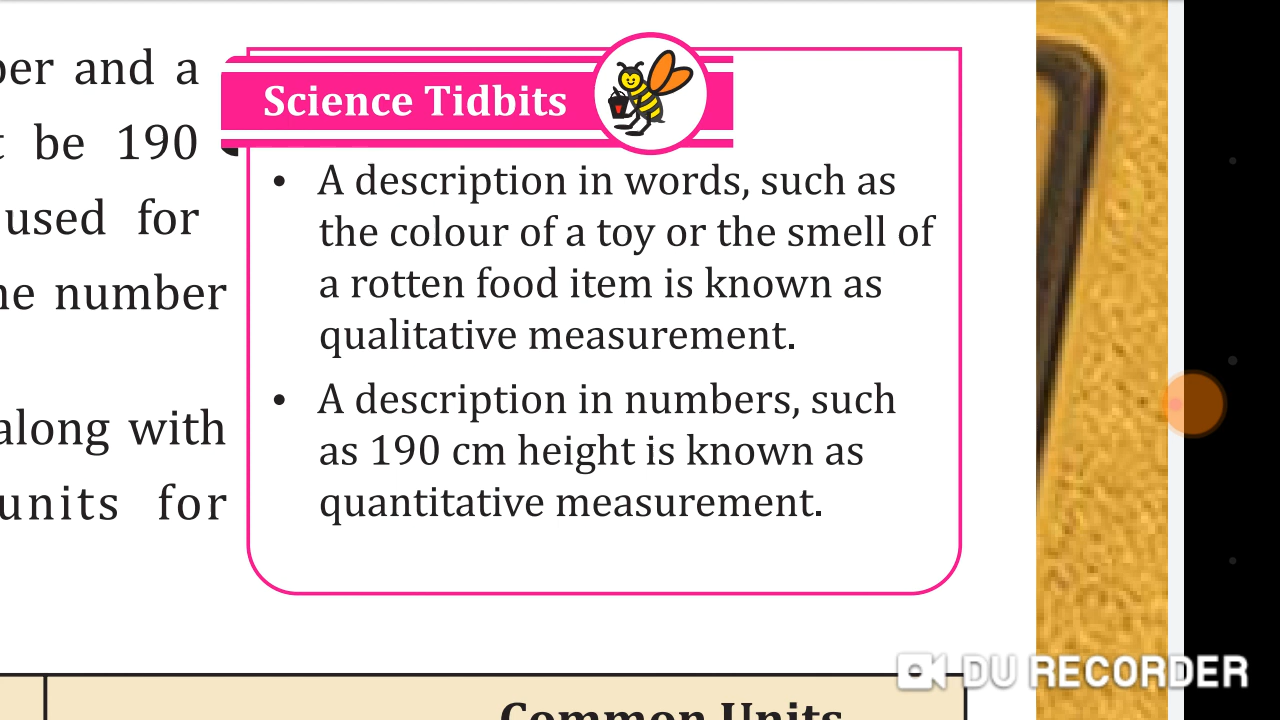 ber and a
t be 190
used for
he number
along with
units for
Science Tidbits
• A description in words, such as
the colour of a toy or the smell of
a rotten food item is known as
qualitative measurement.
• A description in numbers, such
as 190 cm height is known as
quantitative measurement.
Common Units
DU RECORDER